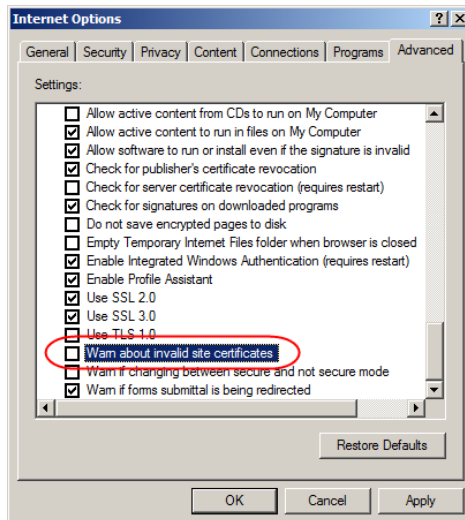 Internet Options
General Security Privacy Content Connections Programs Advanced
Settings:
Allow active content from CDs to run on My Computer
Allow active content to run in files on My Computer
Allow software to run or install even if the signature is invalid
Check for publisher's certificate revocation
Check for server certificate revocation (requires restart)
Check for signatures on downloaded programs
Do not save encrypted pages to disk
Empty Temporary Internet Files folder when browser is closed
Enable Integrated Windows Authentication (requires restart)
Enable Profile Assistant
Use SSL 2.0
Use SSL 3.0
Use TLS 1.0
Warn about invalid site certificates
Warn if changing between secure and not secure mode
Warn if forms submittal is being redirected
Restore Defaults
OK Cancel Apply